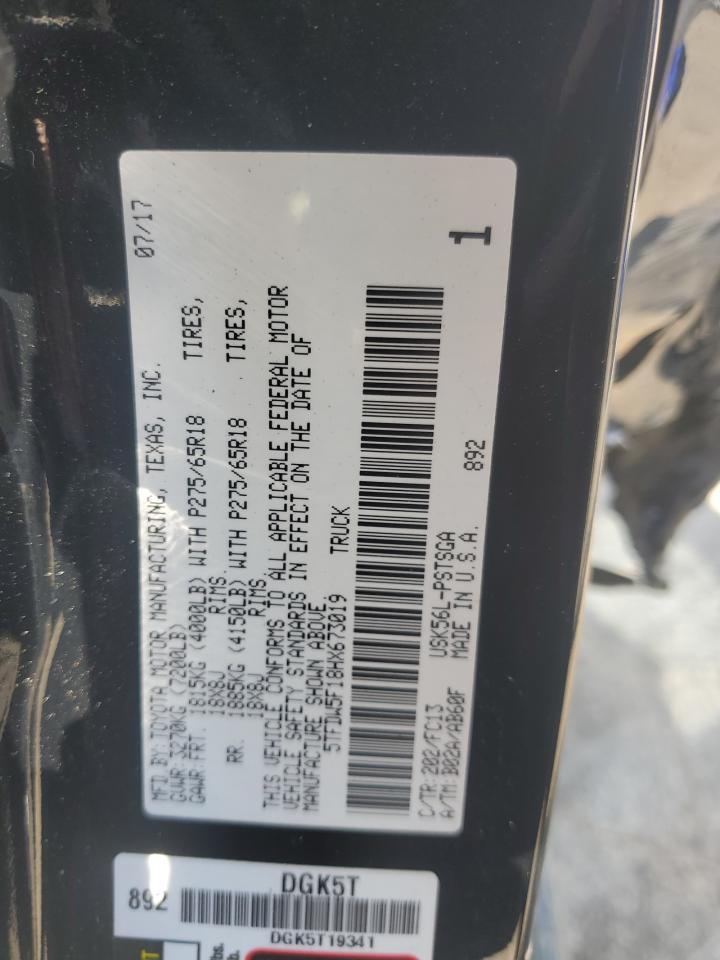 MFD BY:TOYOTA MOTOR MANUFACTURING, TEXAS, INC. 07/17
GVWR: 3270KG (7200LB)
GAWR:FRT. 1815KG (4000LB) WITH P275/65R18 TIRES,
18X8J RIMS.
RR. 1885KG (4150LB) WITH P275/65R18 TIRES,
18X8J RIMS.
THIS VEHICLE CONFORMS TO ALL APPLICABLE FEDERAL MOTOR
VEHICLE SAFETY STANDARDS IN EFFECT ON THE DATE OF
MANUFACTURE SHOWN ABOVE
5TFDW5F18HX673019 TRUCK
C/TR:202/FC13 USK56L-PSTSGA 892 1
A/TM:B02A/AB60F MADE IN U.S.A.
892 DGK5T
DGK5T19341